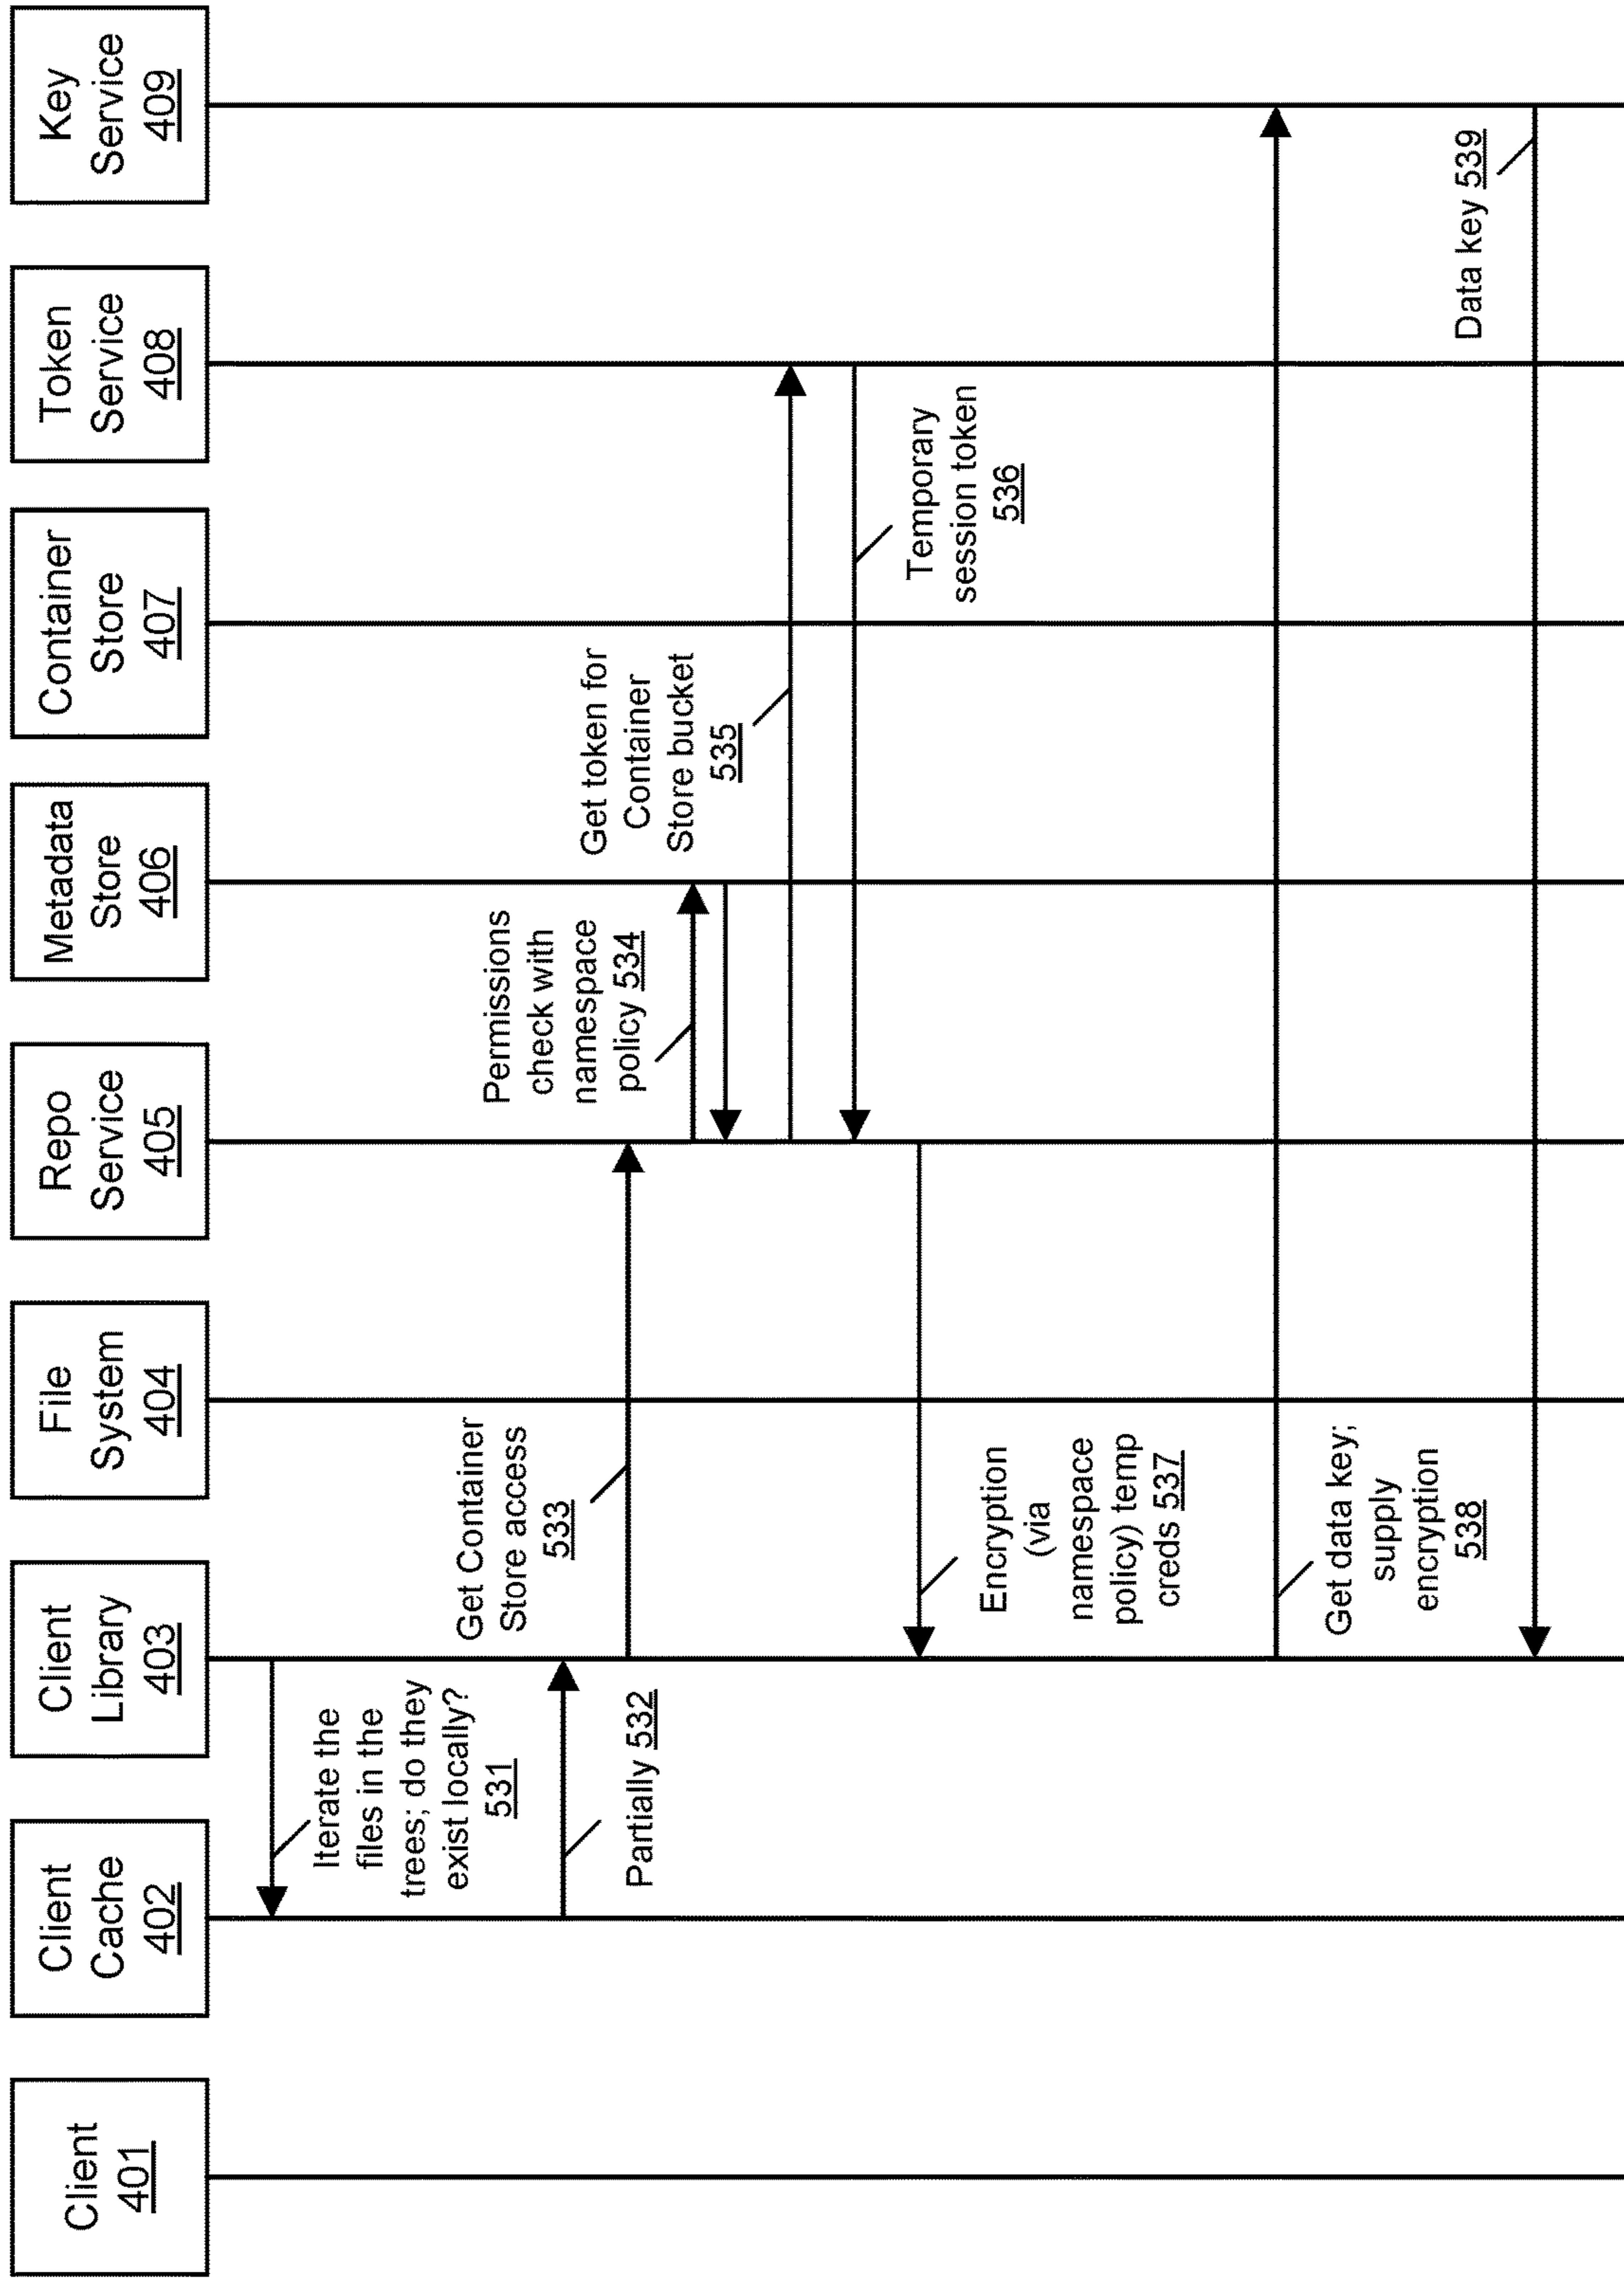 Client
401
Client
Cache
402
Client
Library
403
File
System
404
Repo
Service
405
Metadata
Store
406
Container
Store
407
Token
Service
408
Key
Service
409
Iterate the
files in the
trees; do they
exist locally?
531
Partially 532
Get Container
Store access
533
Permissions
check with
namespace
policy 534
Get token for
Container
Store bucket
535
Temporary
session token
536
Encryption
(via
namespace
policy) temp
creds 537
Get data key;
supply
encryption
538
Data key 539